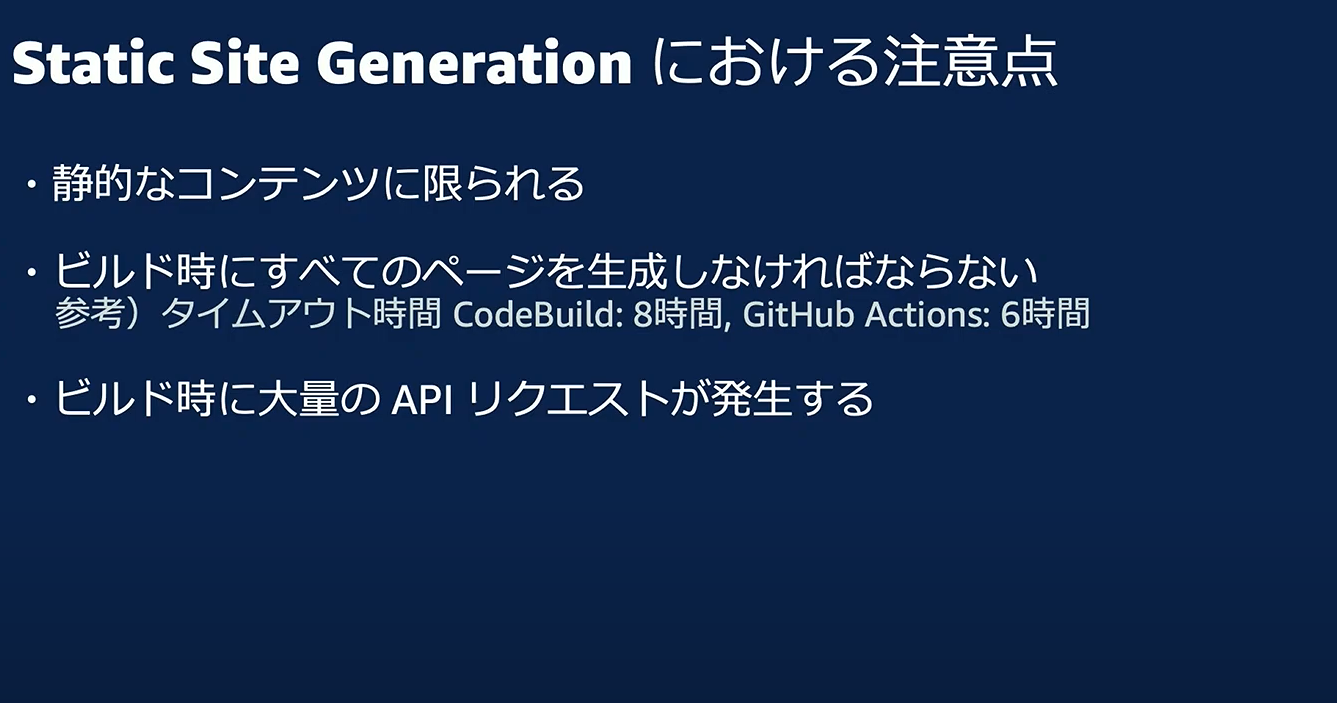 Static Site Generation における注意点
・静的なコンテンツに限られる
・ビルド時にすべてのページを生成しなければならない
参考）タイムアウト時間 CodeBuild: 8時間, GitHub Actions: 6時間
・ビルド時に大量の API リクエストが発生する